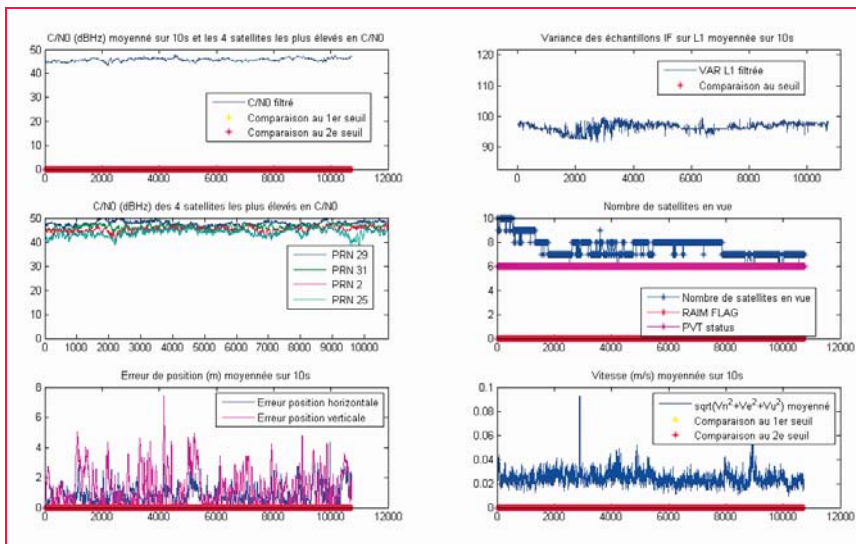 C/N0 (dBHz) moyenné sur 10s et les 4 satellites les plus élevés en C/N0
50
40
30
20
10
0
C/N0 filtré
Comparaison au 1er seuil
Comparaison au 2e seuil
0 2000 4000 6000 8000 10000 12000
Variance des échantillons IF sur L1 moyennée sur 10s
120
110
100
90
VAR L1 filtrée
Comparaison au seuil
0 2000 4000 6000 8000 10000
C/N0 (dBHz) des 4 satellites les plus élevés en C/N0
50
40
30
20
10
0
PRN 29
PRN 31
PRN 2
PRN 25
0 1000 2000 3000 4000 5000 6000 7000 8000 9000 10000
Nombre de satellites en vue
10
8
6
4
2
0
Nombre de satellites en vue
RAIM FLAG
PVT status
0 2000 4000 6000 8000 10000 12000
Erreur de position (m) moyennée sur 10s
8
6
4
2
0
Erreur position horizontale
Erreur position verticale
0 2000 4000 6000 8000 10000 12000
Vitesse (m/s) moyennée sur 10s
0.1
0.08
0.06
0.04
0.02
0
sqrt(Vn²+Ve²+Vu²) moyenné
Comparaison au 1er seuil
Comparaison au 2e seuil
0 2000 4000 6000 8000 10000 12000